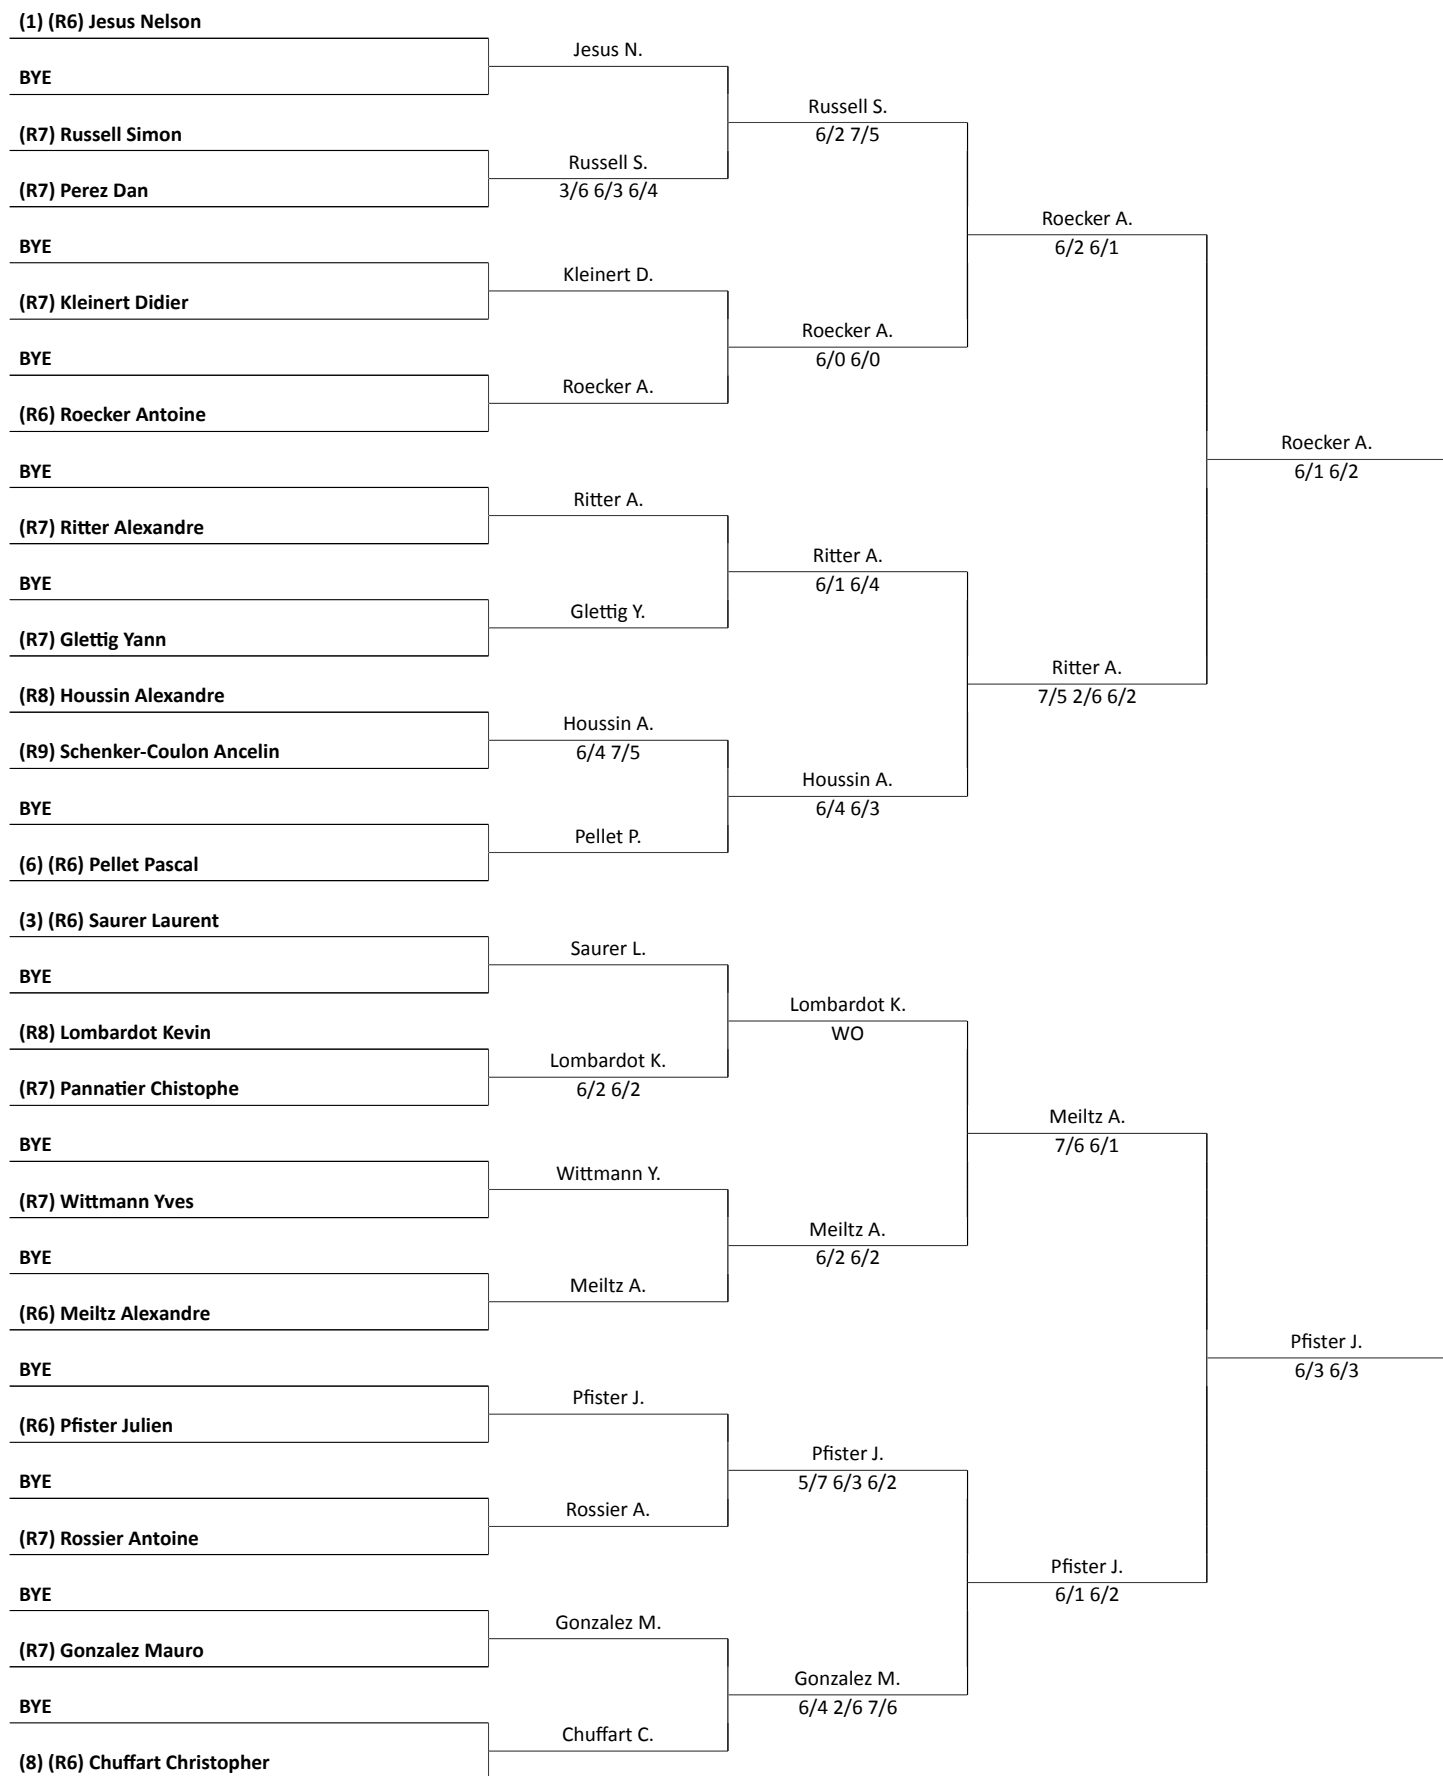 (1) (R6) Jesus Nelson
BYE
(R7) Russell Simon
(R7) Perez Dan
BYE
(R7) Kleinert Didier
BYE
(R6) Roecker Antoine
BYE
(R7) Ritter Alexandre
BYE
(R7) Glettig Yann
(R8) Houssin Alexandre
(R9) Schenker-Coulon Ancelin
BYE
(6) (R6) Pellet Pascal
(3) (R6) Saurer Laurent
BYE
(R8) Lombardot Kevin
(R7) Pannatier Chistophe
BYE
(R7) Wittmann Yves
BYE
(R6) Meiltz Alexandre
BYE
(R6) Pfister Julien
BYE
(R7) Rossier Antoine
BYE
(R7) Gonzalez Mauro
BYE
(8) (R6) Chuffart Christopher
Jesus N.
Russell S.
3/6 6/3 6/4
Kleinert D.
Roecker A.
Ritter A.
Glettig Y.
Houssin A.
6/4 7/5
Pellet P.
Saurer L.
Lombardot K.
6/2 6/2
Wittmann Y.
Meiltz A.
Pfister J.
Rossier A.
Gonzalez M.
Chuffart C.
Russell S.
6/2 7/5
Roecker A.
6/0 6/0
Ritter A.
6/1 6/4
Houssin A.
6/4 6/3
Lombardot K.
WO
Meiltz A.
6/2 6/2
Pfister J.
5/7 6/3 6/2
Gonzalez M.
6/4 2/6 7/6
Roecker A.
6/2 6/1
Ritter A.
7/5 2/6 6/2
Meiltz A.
7/6 6/1
Pfister J.
6/1 6/2
Roecker A.
6/1 6/2
Pfister J.
6/3 6/3